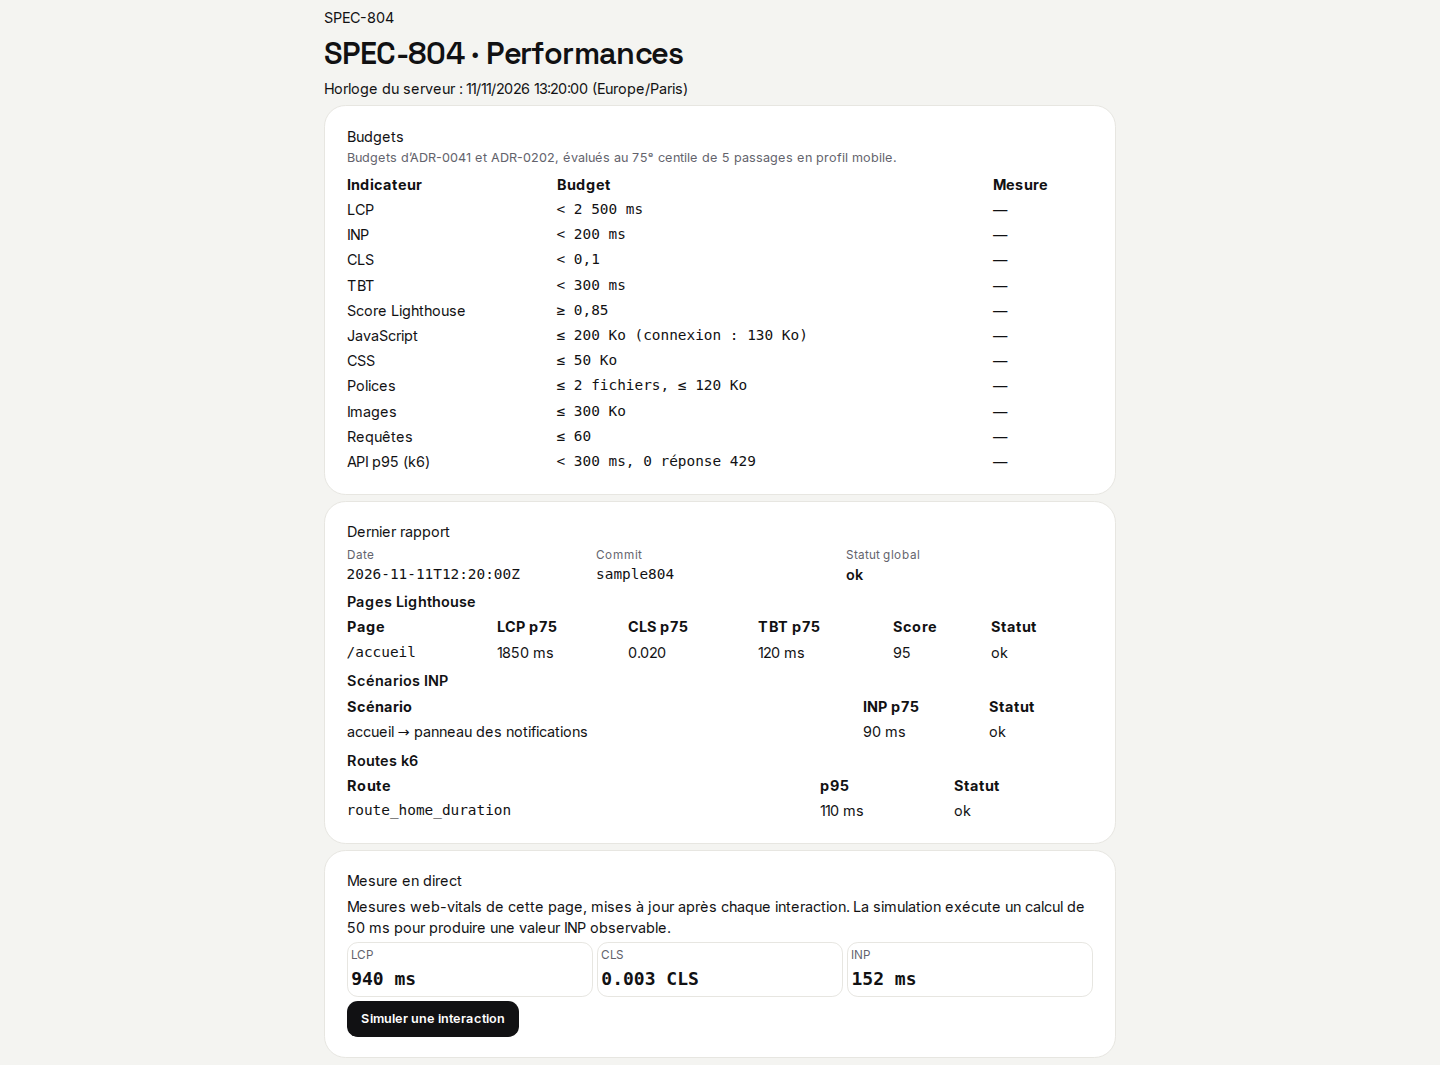 SPEC-804
SPEC-804 · Performances
Horloge du serveur : 11/11/2026 13:20:00 (Europe/Paris)
Budgets
Budgets d’ADR-0041 et ADR-0202, évalués au 75ᵉ centile de 5 passages en profil mobile.
Indicateur Budget Mesure
LCP < 2 500 ms —
INP < 200 ms —
CLS < 0,1 —
TBT < 300 ms —
Score Lighthouse ≥ 0,85 —
JavaScript ≤ 200 Ko (connexion : 130 Ko) —
CSS ≤ 50 Ko —
Polices ≤ 2 fichiers, ≤ 120 Ko —
Images ≤ 300 Ko —
Requêtes ≤ 60 —
API p95 (k6) < 300 ms, 0 réponse 429 —
Dernier rapport
Date Commit Statut global
2026-11-11T12:20:00Z sample804 ok
Pages Lighthouse
Page LCP p75 CLS p75 TBT p75 Score Statut
/accueil 1850 ms 0.020 120 ms 95 ok
Scénarios INP
Scénario INP p75 Statut
accueil → panneau des notifications 90 ms ok
Routes k6
Route p95 Statut
route_home_duration 110 ms ok
Mesure en direct
Mesures web-vitals de cette page, mises à jour après chaque interaction. La simulation exécute un calcul de
50 ms pour produire une valeur INP observable.
LCP CLS INP
940 ms 0.003 CLS 152 ms
Simuler une interaction